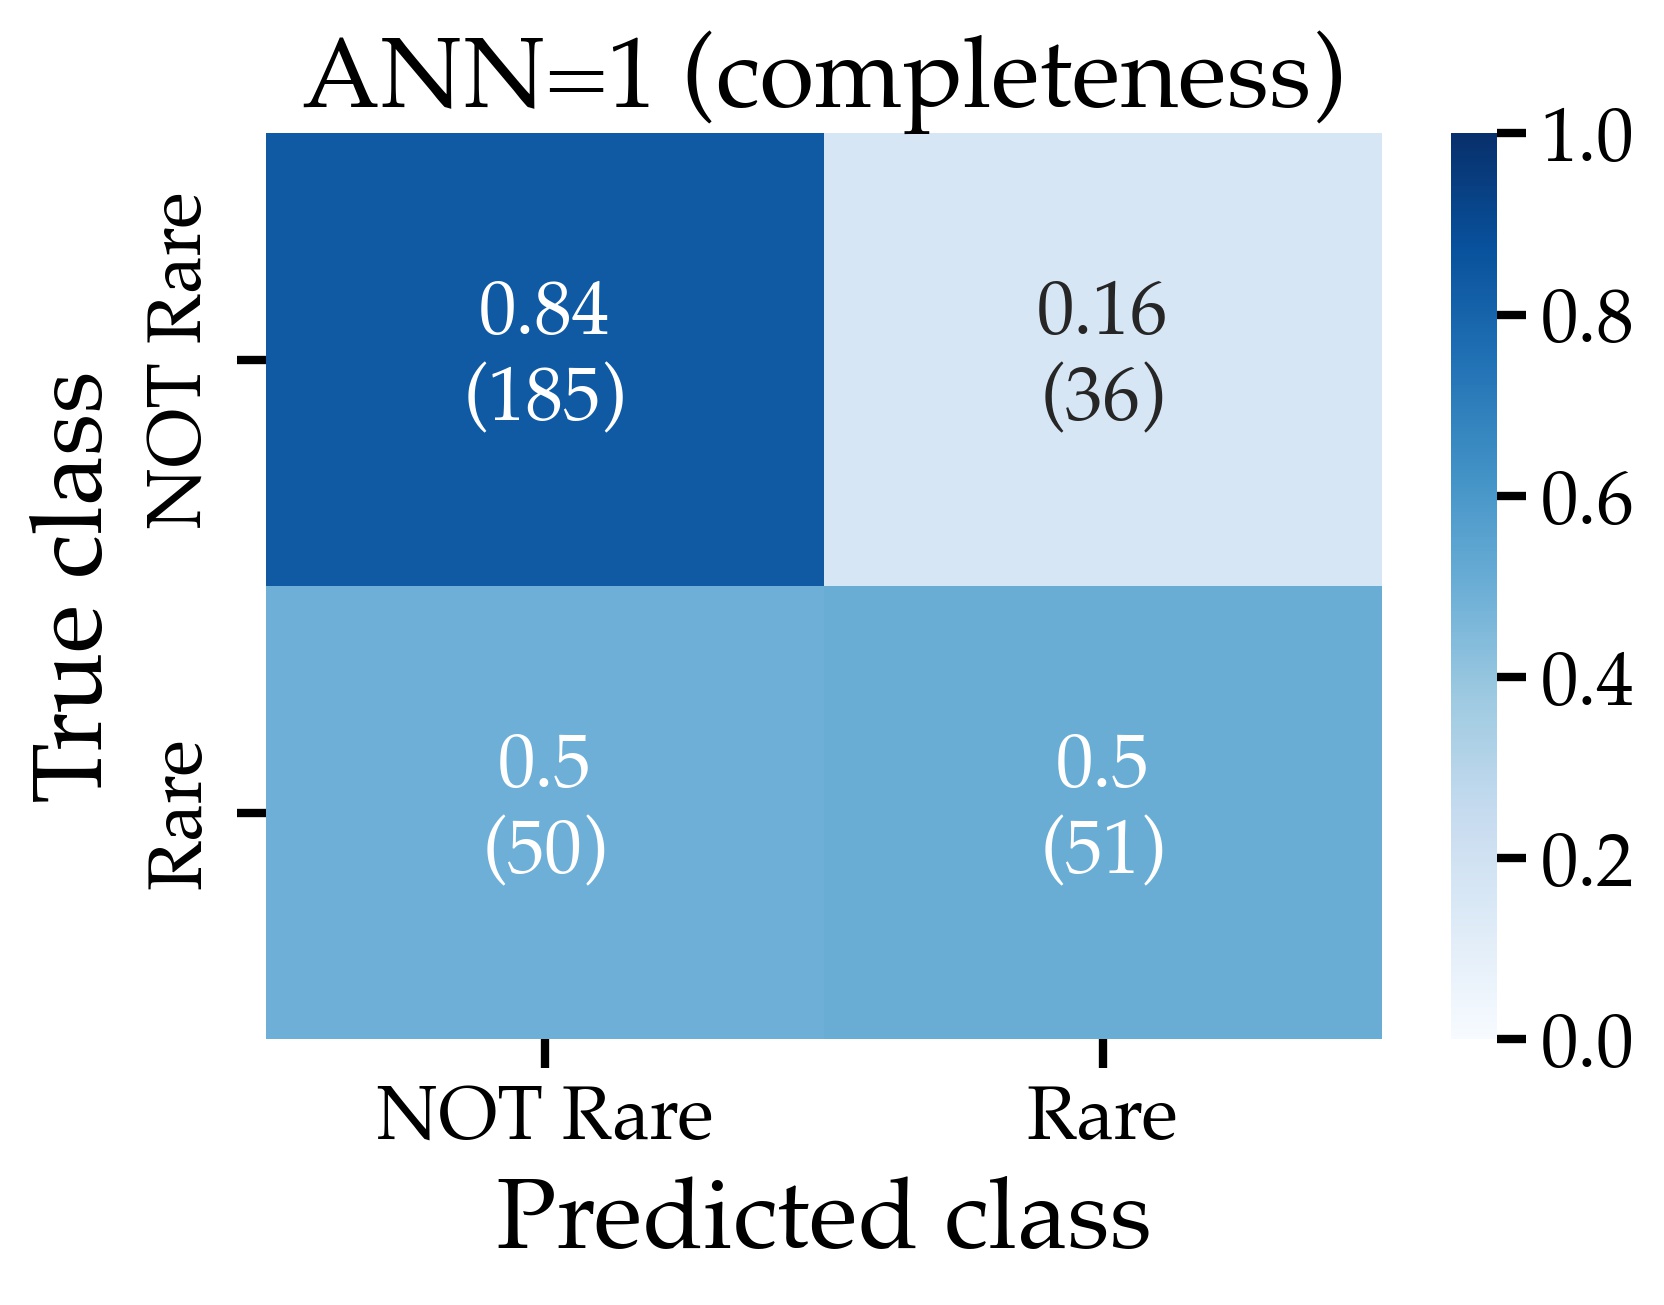 ANN=1 (completeness)
True class
NOT Rare
0.84
(185)
0.16
(36)
Rare
0.5
(50)
0.5
(51)
NOT Rare
Rare
Predicted class
1.0
0.8
0.6
0.4
0.2
0.0